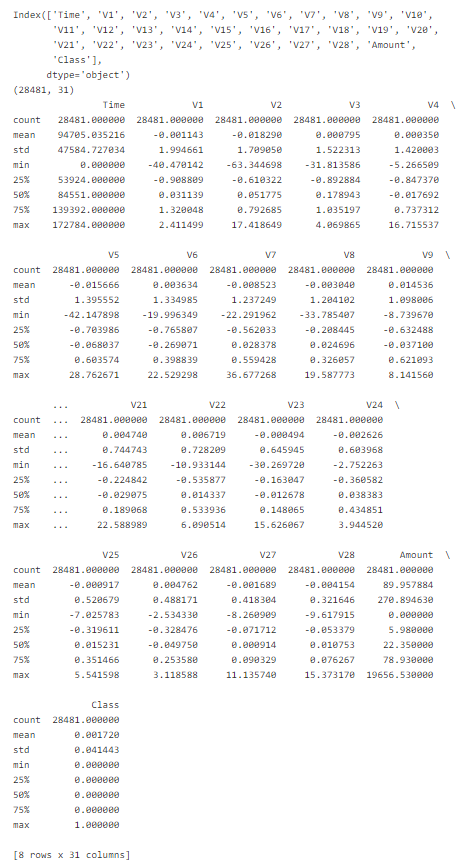 Index(['Time', 'V1', 'V2', 'V3', 'V4', 'V5', 'V6', 'V7', 'V8', 'V9', 'V10',
       'V11', 'V12', 'V13', 'V14', 'V15', 'V16', 'V17', 'V18', 'V19', 'V20',
       'V21', 'V22', 'V23', 'V24', 'V25', 'V26', 'V27', 'V28', 'Amount',
       'Class'],
      dtype='object')
(28481, 31)
                Time            V1            V2            V3            V4  \
count   28481.000000  28481.000000  28481.000000  28481.000000  28481.000000
mean    94705.035216     -0.001143     -0.018290      0.000795      0.000350
std     47584.727034      1.994661      1.709050      1.522313      1.420003
min         0.000000    -40.470142    -63.344698    -31.813586     -5.266509
25%     53924.000000     -0.908809     -0.610322     -0.892884     -0.847370
50%     84551.000000      0.031139      0.051775      0.178943     -0.017692
75%    139392.000000      1.320048      0.792685      1.035197      0.737312
max    172784.000000      2.411499     17.418649      4.069865     16.715537
                 V5            V6            V7            V8            V9  \
count  28481.000000  28481.000000  28481.000000  28481.000000  28481.000000
mean      -0.015666      0.003634     -0.008523     -0.003040      0.014536
std        1.395552      1.334985      1.237249      1.204102      1.098006
min      -42.147898    -19.996349    -22.291962    -33.785407     -8.739670
25%       -0.703986     -0.765807     -0.562033     -0.208445     -0.632488
50%       -0.068037     -0.269071      0.028378      0.024696     -0.037100
75%        0.603574      0.398839      0.559428      0.326057      0.621093
max       28.762671     22.529298     36.677268     19.587773      8.141560
       ...           V21           V22           V23           V24  \
count  ...  28481.000000  28481.000000  28481.000000  28481.000000
mean   ...      0.004740      0.006719     -0.000494     -0.002626
std    ...      0.744743      0.728209      0.645945      0.603968
min    ...    -16.640785    -10.933144    -30.269720     -2.752263
25%    ...     -0.224842     -0.535877     -0.163047     -0.360582
50%    ...     -0.029075      0.014337     -0.012678      0.038383
75%    ...      0.189068      0.533936      0.148065      0.434851
max    ...     22.588989      6.090514     15.626067      3.944520
                V25           V26           V27           V28        Amount  \
count  28481.000000  28481.000000  28481.000000  28481.000000  28481.000000
mean      -0.000917      0.004762     -0.001689     -0.004154     89.957884
std        0.520679      0.488171      0.418304      0.321646    270.894630
min       -7.025783     -2.534330     -8.260909     -9.617915      0.000000
25%       -0.319611     -0.328476     -0.071712     -0.053379      5.980000
50%        0.015231     -0.049750      0.000914      0.010753     22.350000
75%        0.351466      0.253580      0.090329      0.076267     78.930000
max        5.541598      3.118588     11.135740     15.373170  19656.530000
              Class
count  28481.000000
mean       0.001720
std        0.041443
min        0.000000
25%        0.000000
50%        0.000000
75%        0.000000
max        1.000000
[8 rows x 31 columns]